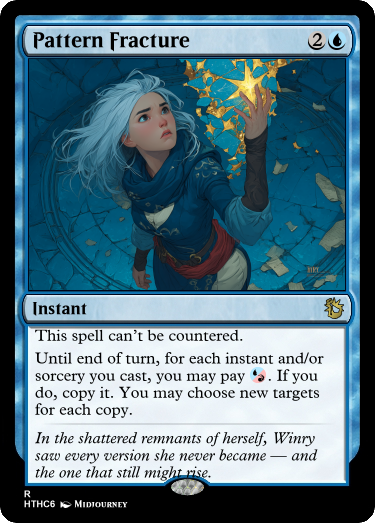 Pattern Fracture 2
Instant
This spell can't be countered.
Until end of turn, for each instant and/or
sorcery you cast, you may pay . If you
do, copy it. You may choose new targets
for each copy.
In the shattered remnants of herself, Winry
saw every version she never became — and
the one that still might rise.
R
HTHC6 Midjourney